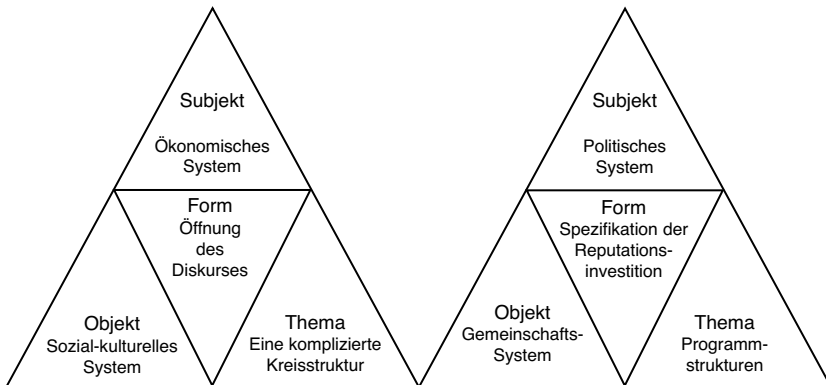 Subjekt
Ökonomisches
System
Form
Öffnung
des
Diskurses
Objekt
Sozial-kulturelles
System
Thema
Eine komplizierte
Kreisstruktur
Subjekt
Politisches
System
Form
Spezifikation der
Reputations-
investition
Objekt
Gemeinschafts-
System
Thema
Programm-
strukturen